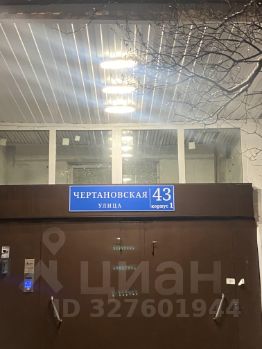 ЧЕРТАНОВСКАЯ
УЛИЦА
43
корпус 1
циан
ID 327601944